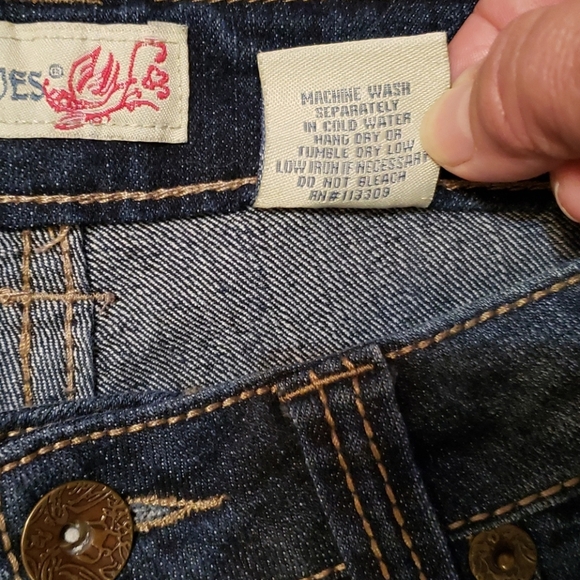 UES®
MACHINE WASH
SEPARATELY
IN COLD WATER
HANG DRY OR
TUMBLE DRY LOW
LOW IRON IF NECESSARY
DO NOT BLEACH
RN#113309